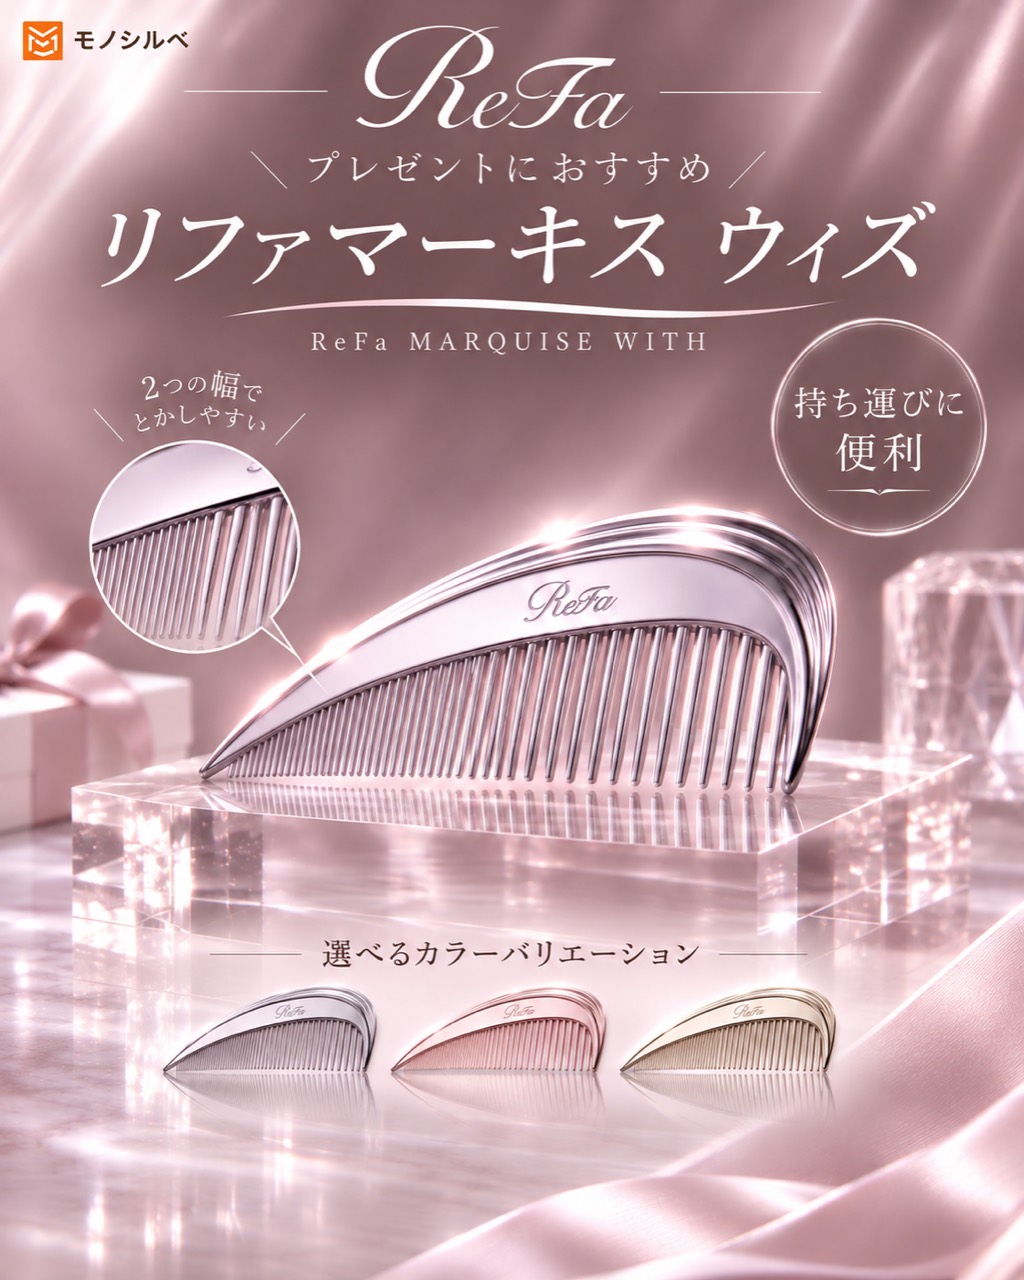 モノシルベ
ReFa
プレゼントに おすすめ
リファマーキス ウィズ
ReFa MARQUISE WITH
2つの幅で
とかしやすい
持ち運びに
便利
ReFa
選べるカラーバリエーション
ReFa
ReFa
ReFa